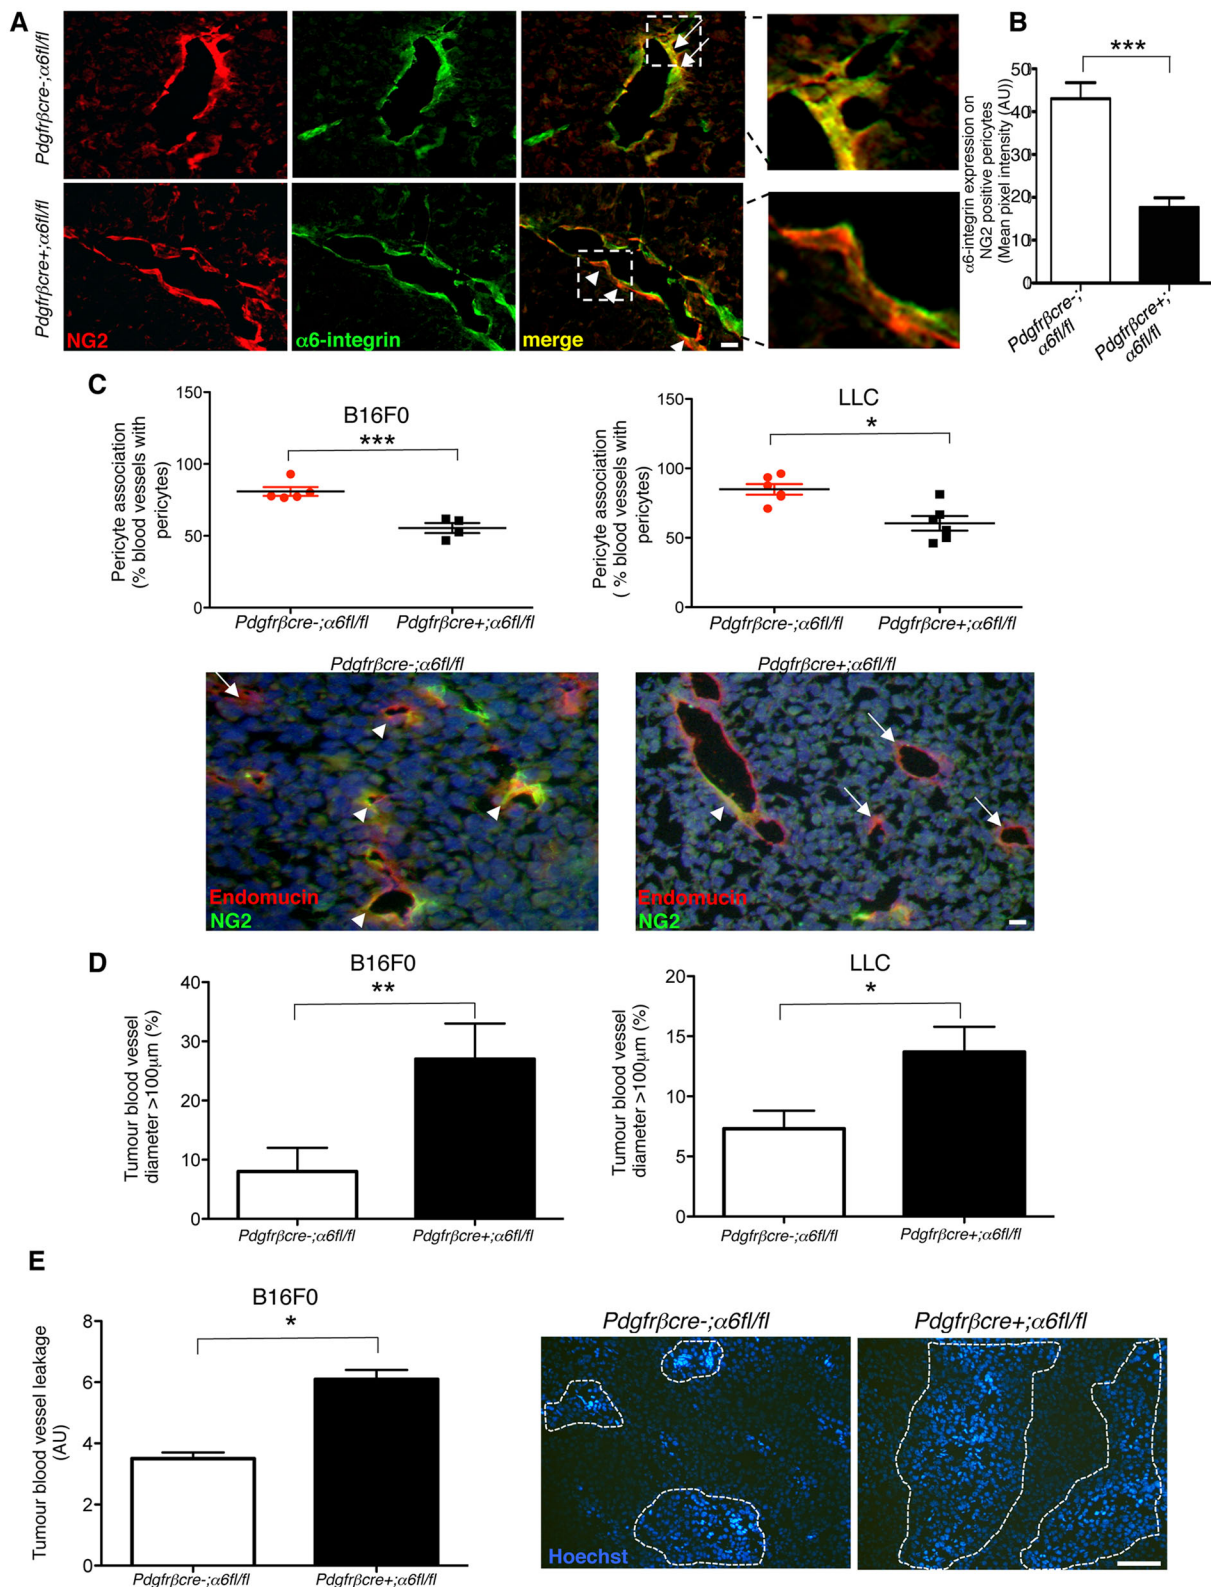 A
Pdgfrβcre-;α6fl/fl
Pdgfrβcre+;α6fl/fl
NG2
α6-integrin
merge
B
α6-integrin expression on
NG2 positive pericytes
(Mean pixel intensity (AU))
50
40
30
20
10
0
***
Pdgfrβcre-;
α6fl/fl
Pdgfrβcre+;
α6fl/fl
C
B16F0
***
Pericyte association
(% blood vessels with
pericytes)
150
100
50
0
Pdgfrβcre-;α6fl/fl
Pdgfrβcre+;α6fl/fl
LLC
*
Pericyte association
( % blood vessels with
pericytes)
150
100
50
0
Pdgfrβcre-;α6fl/fl
Pdgfrβcre+;α6fl/fl
Pdgfrβcre-;α6fl/fl
Endomucin
NG2
Pdgfrβcre+;α6fl/fl
Endomucin
NG2
D
B16F0
**
Tumour blood vessel
diameter >100μm (%)
40
30
20
10
0
Pdgfrβcre-;α6fl/fl
Pdgfrβcre+;α6fl/fl
LLC
*
Tumour blood vessel
diameter >100μm (%)
20
15
10
5
0
Pdgfrβcre-;α6fl/fl
Pdgfrβcre+;α6fl/fl
E
B16F0
*
Tumour blood vessel leakage
(AU)
8
6
4
2
0
Pdgfrβcre-;α6fl/fl
Pdgfrβcre+;α6fl/fl
Pdgfrβcre-;α6fl/fl
Hoechst
Pdgfrβcre+;α6fl/fl